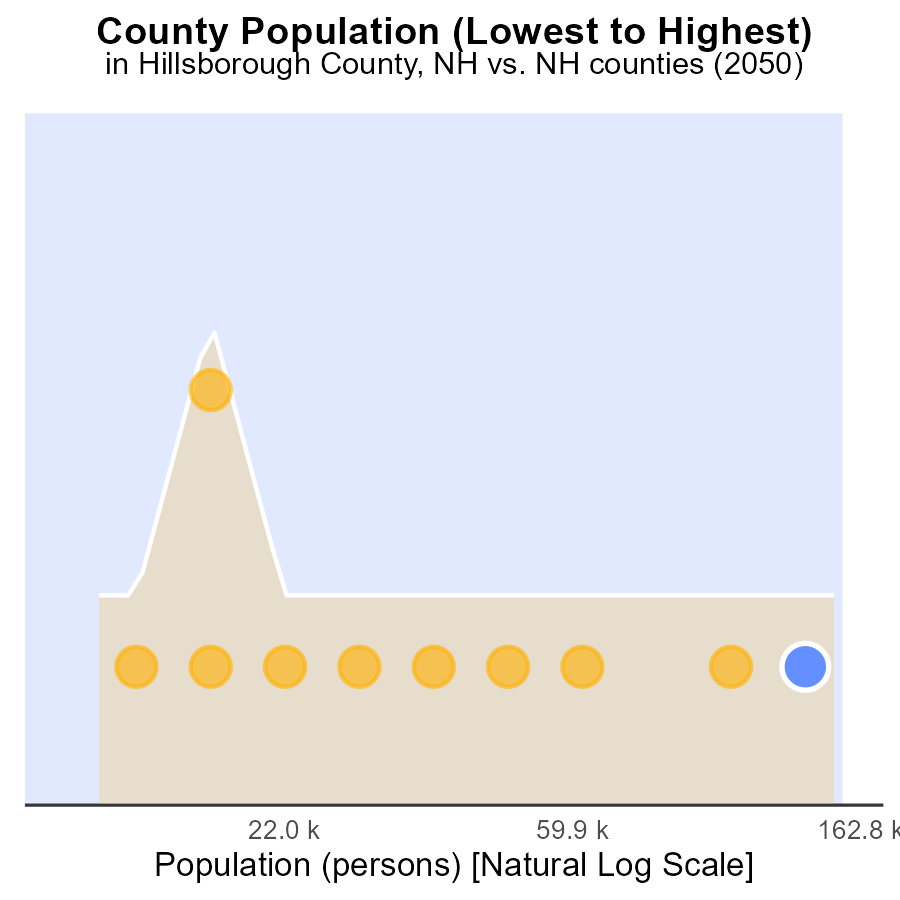 County Population (Lowest to Highest)
in Hillsborough County, NH vs. NH counties (2050)
22.0 k
59.9 k
162.8 k
Population (persons) [Natural Log Scale]